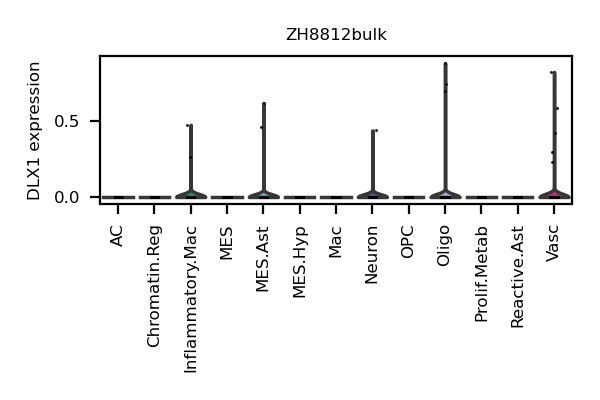 ZH8812bulk
DLX1 expression
0.5
0.0
AC
Chromatin.Reg
Inflammatory.Mac
MES
MES.Ast
MES.Hyp
Mac
Neuron
OPC
Oligo
Prolif.Metab
Reactive.Ast
Vasc